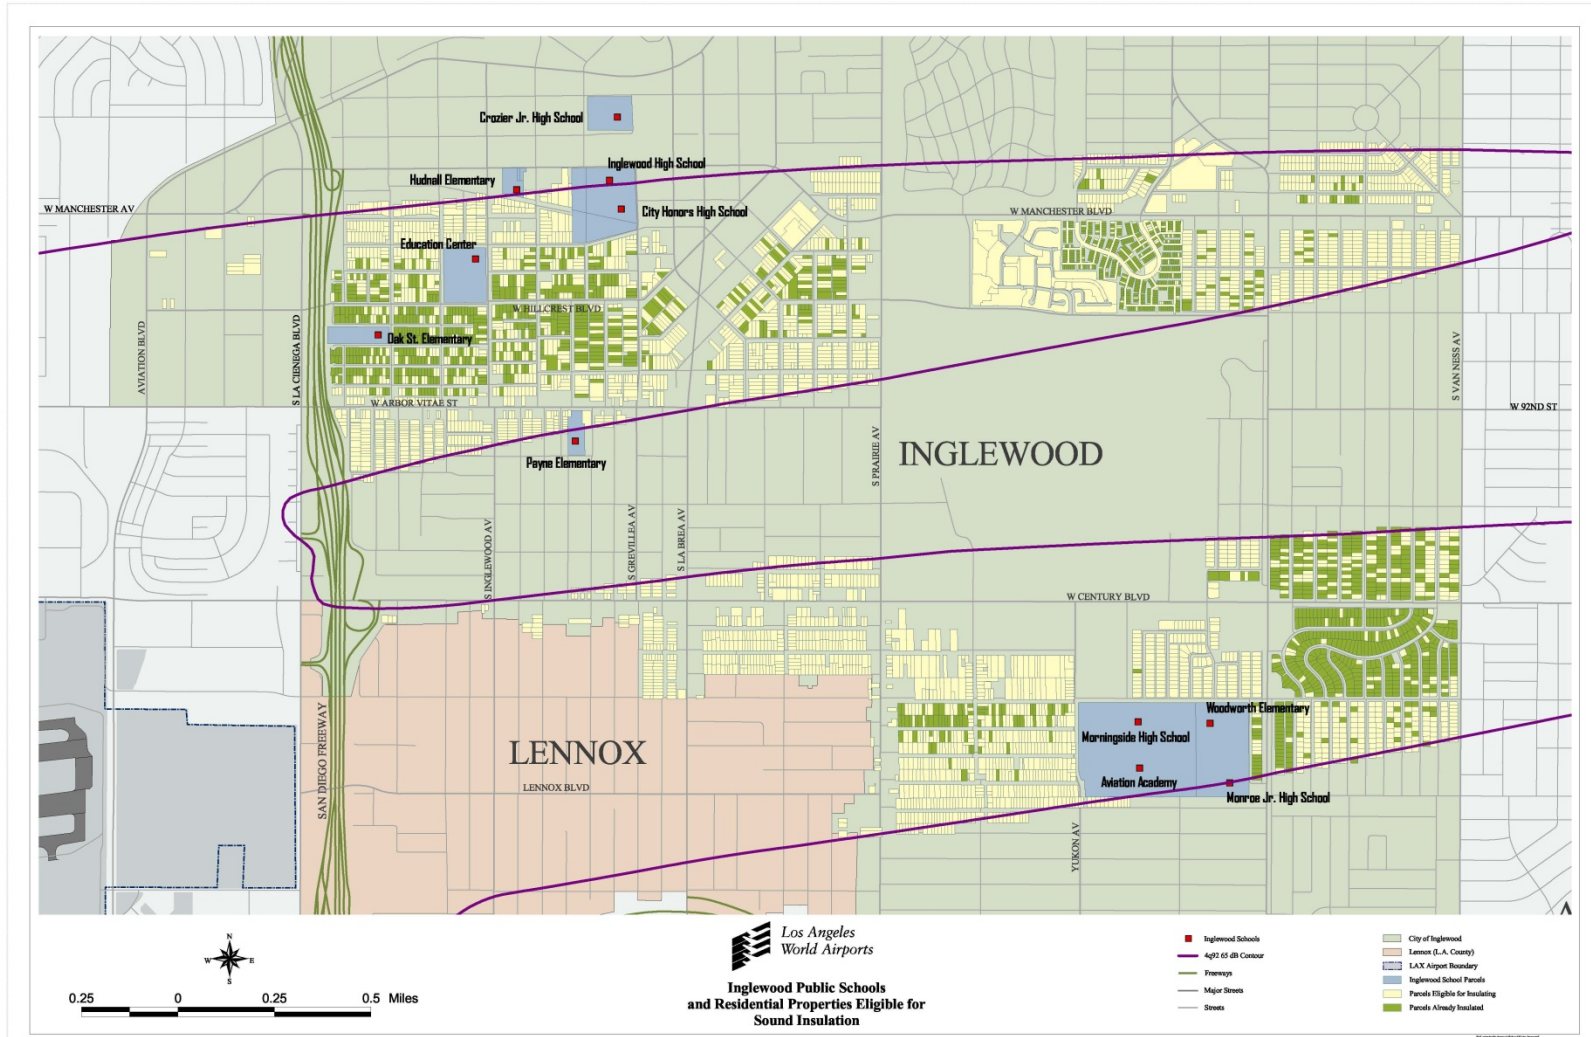 Crozier Jr. High School
Inglewood High School
Hudnall Elementary
W MANCHESTER AV
City Honors High School
W MANCHESTER BLVD
Education Center
W HILLCREST BLVD
Oak St. Elementary
AVIATION BLVD
S LA CIENEGA BLVD
S VAN NESS AV
W ARBOR VITAE ST
W 92ND ST
Payne Elementary
S PRAIRIE AV
INGLEWOOD
S INGLEWOOD AV
S GREVILLEA AV
S LA BREA AV
W CENTURY BLVD
SAN DIEGO FREEWAY
LENNOX
Woodworth Elementary
Morningside High School
Aviation Academy
LENNOX BLVD
Monroe Jr. High School
YUKON AV
N
W E
S
0.25 0 0.25 0.5 Miles
Los Angeles
World Airports
Inglewood Public Schools
and Residential Properties Eligible for
Sound Insulation
Inglewood Schools
4q92 65 dB Contour
Freeways
Major Streets
Streets
City of Inglewood
Lennox (L.A. County)
LAX Airport Boundary
Inglewood School Parcels
Parcels Eligible for Insulating
Parcels Already Insulated